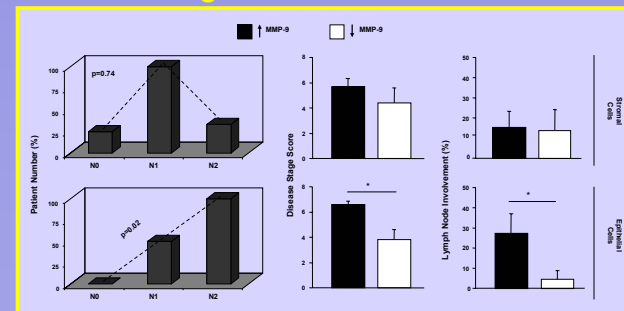 ↑ MMP-9 ↓ MMP-9
Patient Number (%)
100
75
50
25
0
p=0.74
N0 N1 N2
100
75
50
25
0
p=0.02
N0 N1 N2
Disease Stage Score
8
6
4
2
0
8
6
4
2
0
*
Lymph Node Involvement (%)
50
40
30
20
10
0
50
40
30
20
10
0
*
Stromal
Cells
Epithelial
Cells